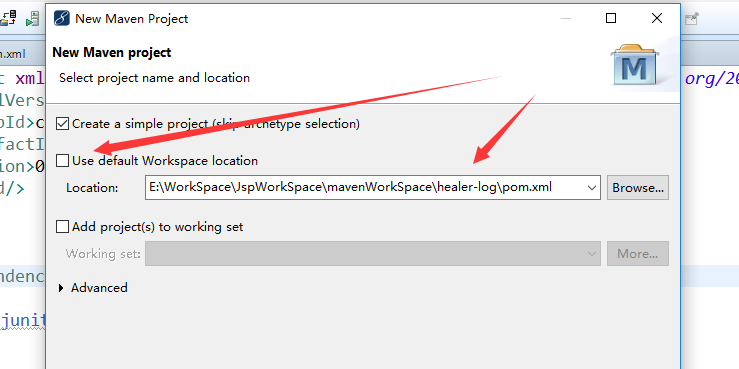 New Maven Project
n.xml
New Maven project
Select project name and location
M
t xml
org/20
lVers
pId>c
Create a simple project (skip archetype selection)
factI
Use default Workspace location
ion>0
d/>
Location:
E:\WorkSpace\JspWorkSpace\mavenWorkSpace\healer-log\pom.xml
Browse...
Add project(s) to working set
Working set:
More...
ndenc
Advanced
junit